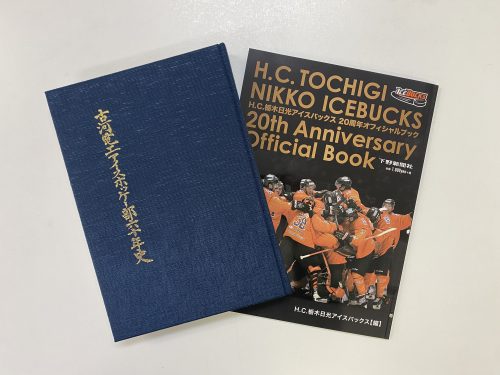 古河電工アイスホッケー部十年史
H.C. TOCHIGI
ICEBUCKS
NIKKO ICEBUCKS
H.C.栃木日光アイスバックス 20周年オフィシャルブック
20th Anniversary
Official Book
下野新聞社
H.C.栃木日光アイスバックス【編】